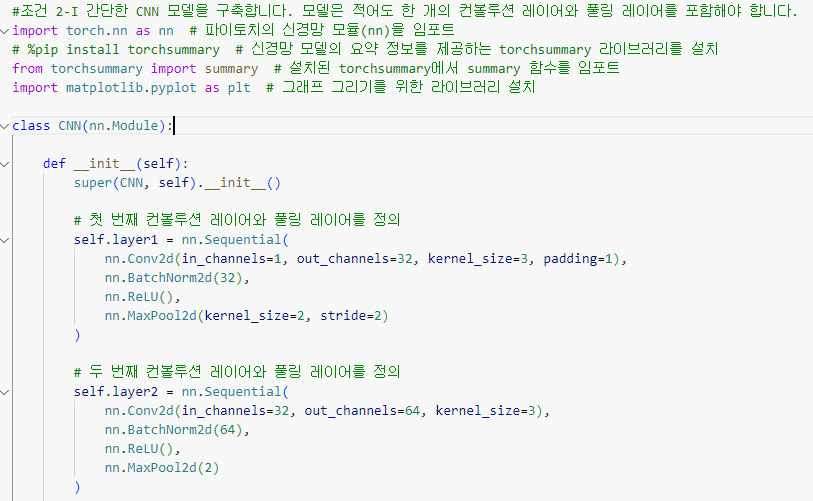 #조건 2-I 간단한 CNN 모델을 구축합니다. 모델은 적어도 한 개의 컨볼루션 레이어와 풀링 레이어를 포함해야 합니다.
import torch.nn as nn  # 파이토치의 신경망 모듈(nn)을 임포트
# %pip install torchsummary  # 신경망 모델의 요약 정보를 제공하는 torchsummary 라이브러리를 설치
from torchsummary import summary  # 설치된 torchsummary에서 summary 함수를 임포트
import matplotlib.pyplot as plt  # 그래프 그리기를 위한 라이브러리 설치
class CNN(nn.Module):
def __init__(self):
super(CNN, self).__init__()
# 첫 번째 컨볼루션 레이어와 풀링 레이어를 정의
self.layer1 = nn.Sequential(
nn.Conv2d(in_channels=1, out_channels=32, kernel_size=3, padding=1),
nn.BatchNorm2d(32),
nn.ReLU(),
nn.MaxPool2d(kernel_size=2, stride=2)
)
# 두 번째 컨볼루션 레이어와 풀링 레이어를 정의
self.layer2 = nn.Sequential(
nn.Conv2d(in_channels=32, out_channels=64, kernel_size=3),
nn.BatchNorm2d(64),
nn.ReLU(),
nn.MaxPool2d(2)
)